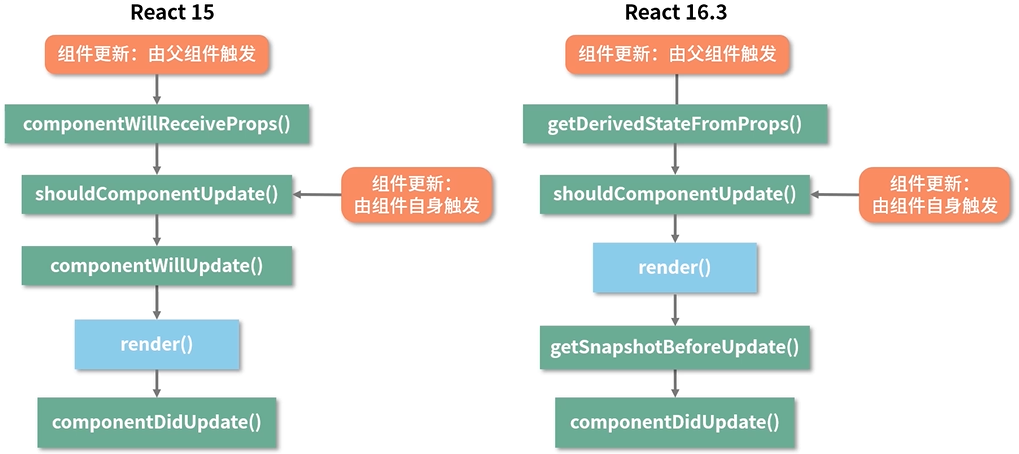 React 15
组件更新：由父组件触发
componentWillReceiveProps()
shouldComponentUpdate()
组件更新：
由组件自身触发
componentWillUpdate()
render()
componentDidUpdate()
React 16.3
组件更新：由父组件触发
getDerivedStateFromProps()
shouldComponentUpdate()
组件更新：
由组件自身触发
render()
getSnapshotBeforeUpdate()
componentDidUpdate()